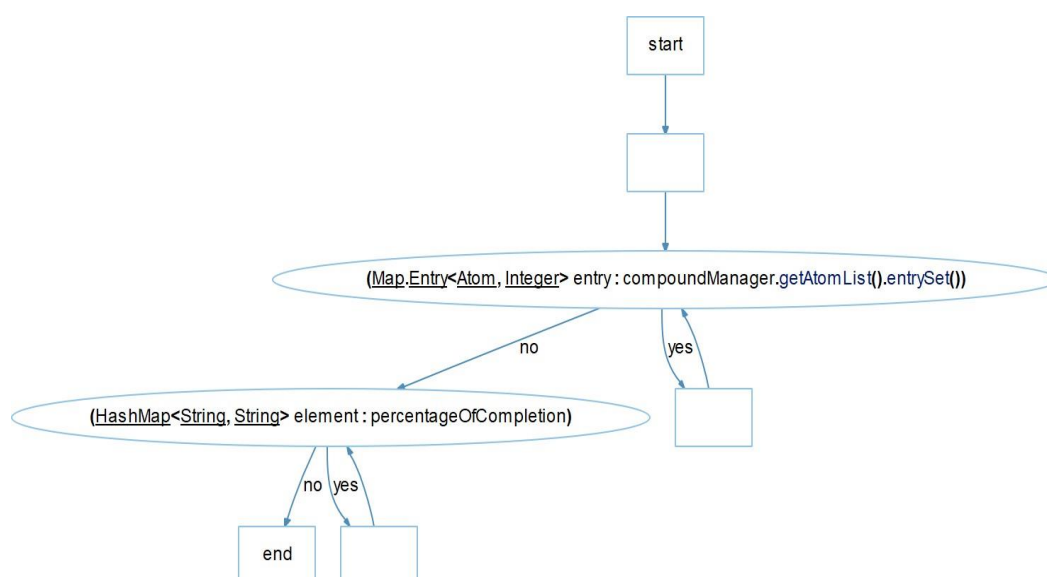 start
(Map.Entry<Atom, Integer> entry : compoundManager.getAtomList().entrySet())
no
yes
(HashMap<String, String> element : percentageOfCompletion)
no
yes
end